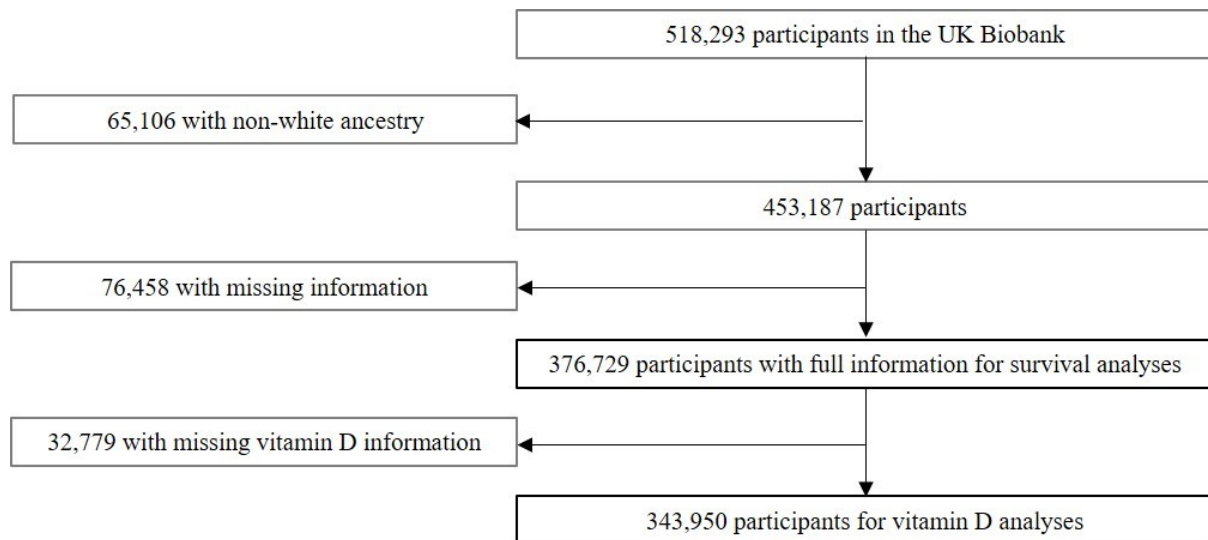 518,293 participants in the UK Biobank
65,106 with non-white ancestry
453,187 participants
76,458 with missing information
376,729 participants with full information for survival analyses
32,779 with missing vitamin D information
343,950 participants for vitamin D analyses